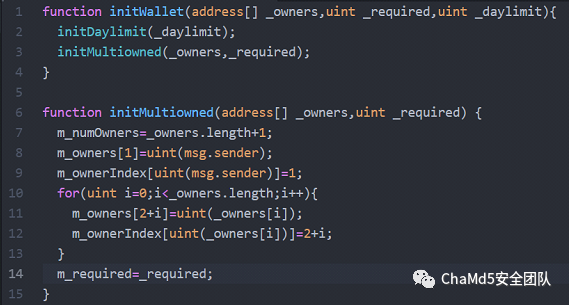 1 function initWallet(address[] _owners,uint _required,uint _daylimit){
2 initDaylimit(_daylimit);
3 initMultiowned(_owners,_required);
4 }
5
6 function initMultiowned(address[] _owners,uint _required) {
7 m_numOwners=_owners.length+1;
8 m_owners[1]=uint(msg.sender);
9 m_ownerIndex[uint(msg.sender)]=1;
10 for(uint i=0;i<_owners.length;i++){
11 m_owners[2+i]=uint(_owners[i]);
12 m_ownerIndex[uint(_owners[i])]=2+i;
13 }
14 m_required=_required;
15 }
ChaMd5安全团队